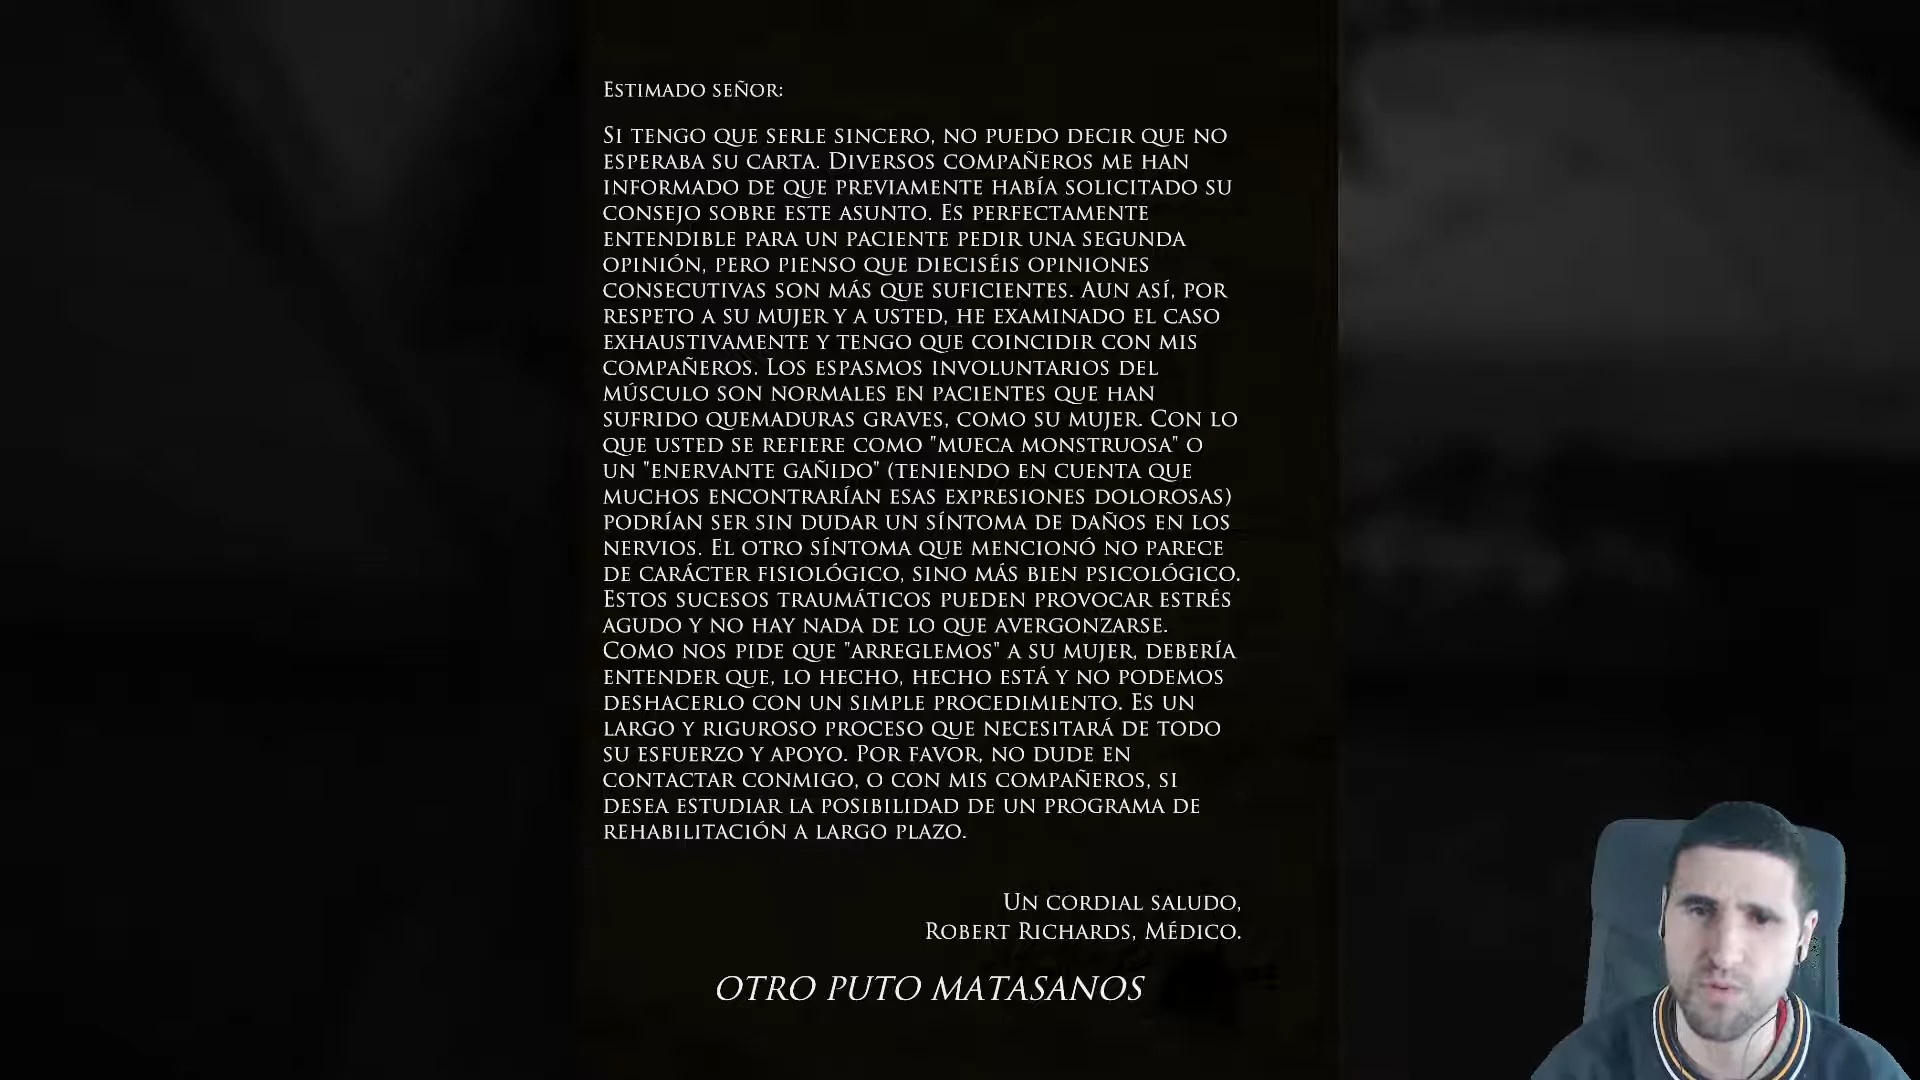 Estimado señor:
Si tengo que serle sincero, no puedo decir que no
esperaba su carta. Diversos compañeros me han
informado de que previamente había solicitado su
consejo sobre este asunto. Es perfectamente
entendible para un paciente pedir una segunda
opinión, pero pienso que dieciséis opiniones
consecutivas son más que suficientes. Aun así, por
respeto a su mujer y a usted, he examinado el caso
exhaustivamente y tengo que coincidir con mis
compañeros. Los espasmos involuntarios del
músculo son normales en pacientes que han
sufrido quemaduras graves, como su mujer. Con lo
que usted se refiere como "mueca monstruosa" o
un "enervante gañido" (teniendo en cuenta que
muchos encontrarían esas expresiones dolorosas)
podrían ser sin dudar un síntoma de daños en los
nervios. El otro síntoma que mencionó no parece
de carácter fisiológico, sino más bien psicológico.
Estos sucesos traumáticos pueden provocar estrés
agudo y no hay nada de lo que avergonzarse.
Como nos pide que "arreglemos" a su mujer, debería
entender que, lo hecho, hecho está y no podemos
deshacerlo con un simple procedimiento. Es un
largo y riguroso proceso que necesitará de todo
su esfuerzo y apoyo. Por favor, no dude en
contactar conmigo, o con mis compañeros, si
desea estudiar la posibilidad de un programa de
rehabilitación a largo plazo.
Un cordial saludo,
Robert Richards, Médico.
OTRO PUTO MATASANOS